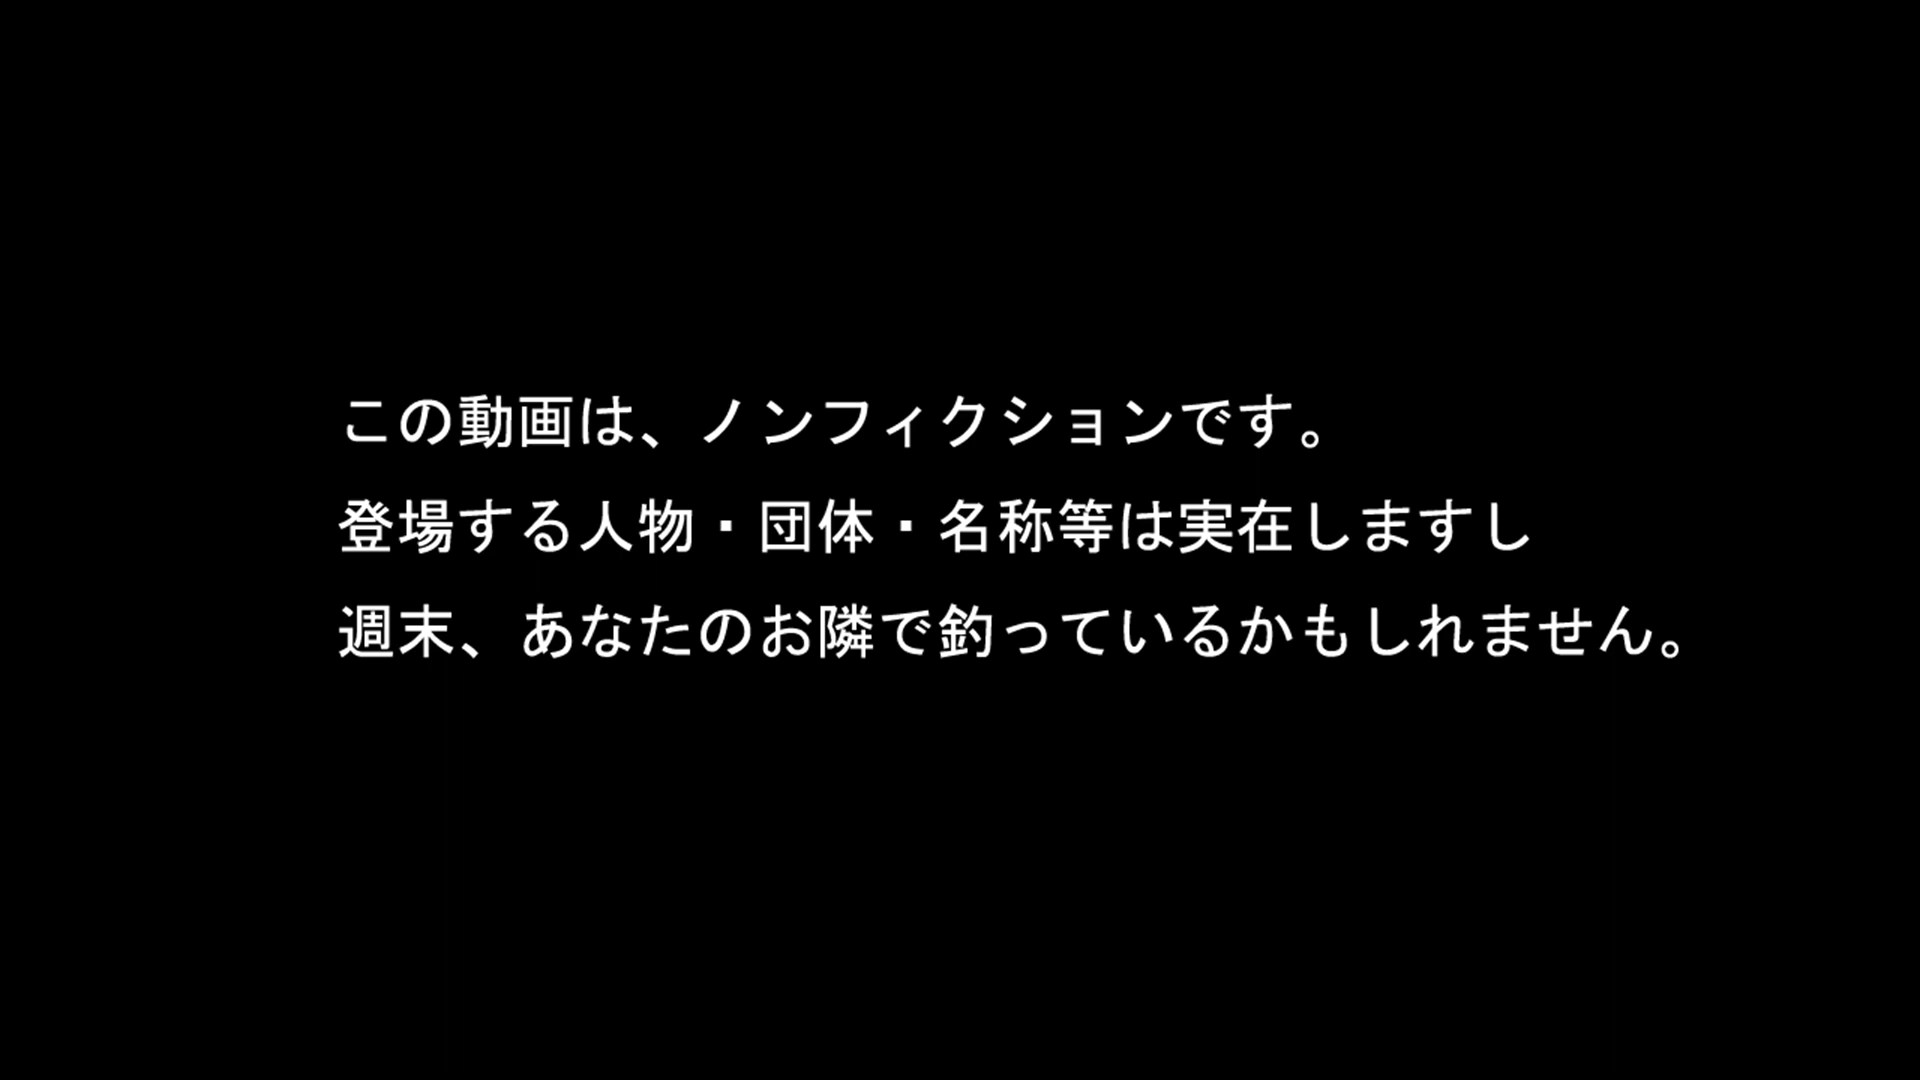 この動画は、ノンフィクションです。
登場する人物・団体・名称等は実在しますし
週末、あなたのお隣で釣っているかもしれません。